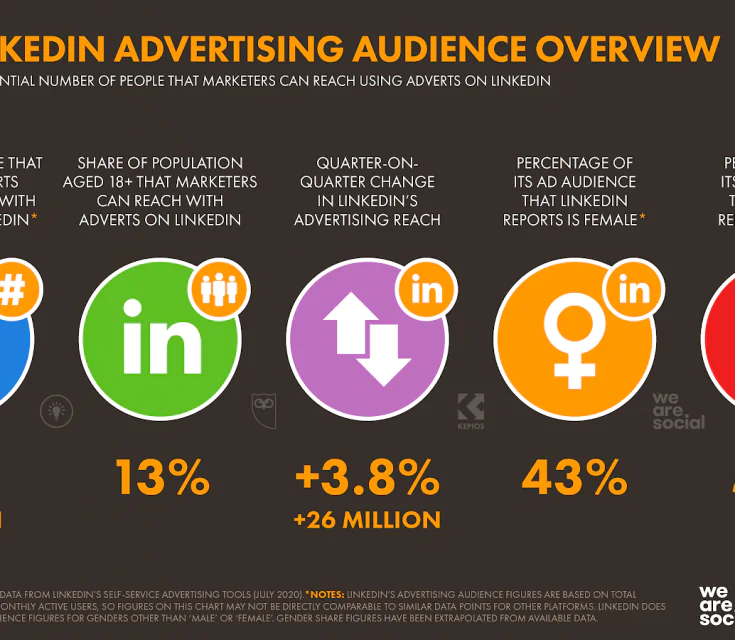 KEDIN ADVERTISING AUDIENCE OVERVIEW
NTIAL NUMBER OF PEOPLE THAT MARKETERS CAN REACH USING ADVERTS ON LINKEDIN
E THAT
RTS
WITH
EDIN*
#
SHARE OF POPULATION
AGED 18+ THAT MARKETERS
CAN REACH WITH
ADVERTS ON LINKEDIN
in
13%
QUARTER-ON-
QUARTER CHANGE
IN LINKEDIN'S
ADVERTISING REACH
in
+3.8%
+26 MILLION
PERCENTAGE OF
ITS AD AUDIENCE
THAT LINKEDIN
REPORTS IS FEMALE*
in
43%
KEPIOS
we
are
social
DATA FROM LINKEDIN'S SELF-SERVICE ADVERTISING TOOLS (JULY 2020). *NOTES: LINKEDIN'S ADVERTISING AUDIENCE FIGURES ARE BASED ON TOTAL
ONTHLY ACTIVE USERS, SO FIGURES ON THIS CHART MAY NOT BE DIRECTLY COMPARABLE TO SIMILAR DATA POINTS FOR OTHER PLATFORMS. LINKEDIN DOES
ENCE FIGURES FOR GENDERS OTHER THAN 'MALE' OR 'FEMALE'. GENDER SHARE FIGURES HAVE BEEN EXTRAPOLATED FROM AVAILABLE DATA.
we
are
soc